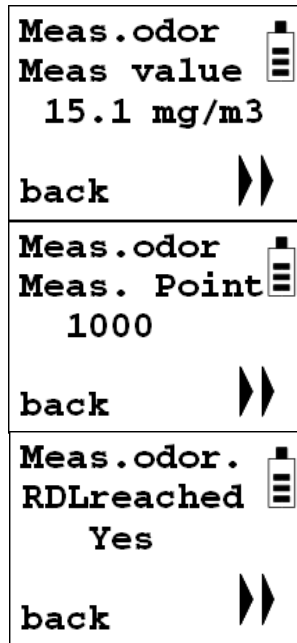 Meas.odor
Meas value
15.1 mg/m3
back
Meas.odor
Meas. Point
1000
back
Meas.odor.
RDLreached
Yes
back